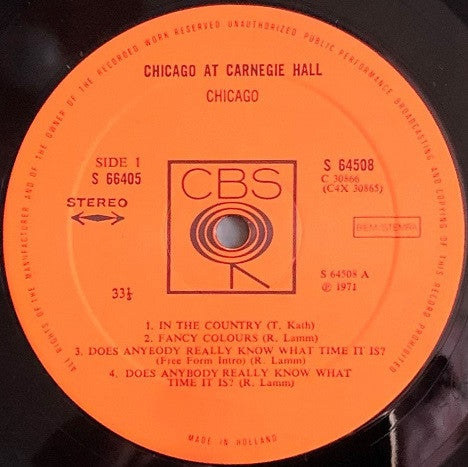 ALL RIGHTS OF THE MANUFACTURER AND OF THE OWNER OF THE RECORDED WORK RESERVED UNAUTHORIZED PUBLIC PERFORMANCE BROADCASTING AND COPYING OF THIS RECORD PROHIBITED
CHICAGO AT CARNEGIE HALL
CHICAGO
SIDE 1
S 66405
STEREO
CBS
S 64508
C 30866
(C4X 30865)
BIEM/STEMRA
33⅓
S 64508 A
℗ 1971
1. IN THE COUNTRY (T. Kath)
2. FANCY COLOURS (R. Lamm)
3. DOES ANYBODY REALLY KNOW WHAT TIME IT IS?
(Free Form Intro) (R. Lamm)
4. DOES ANYBODY REALLY KNOW WHAT
TIME IT IS? (R. Lamm)
MADE IN HOLLAND